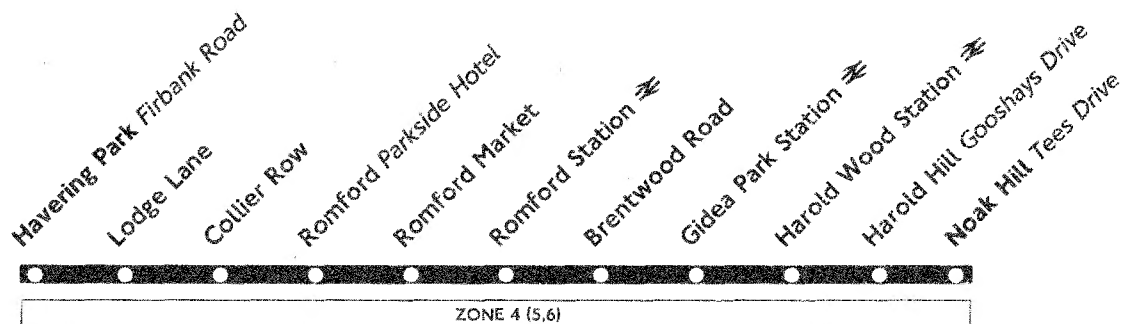 Havering Park Firbank Road
Lodge Lane
Collier Row
Romford Parkside Hotel
Romford Market
Romford Station
Brentwood Road
Gidea Park Station
Harold Wood Station
Harold Hill Gooshays Drive
Noak Hill Tees Drive
ZONE 4 (5,6)